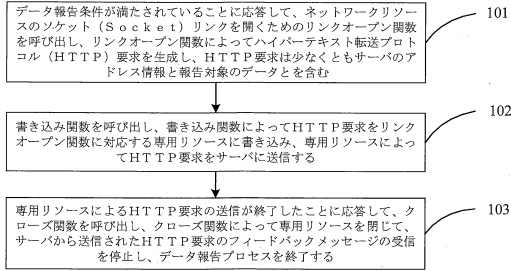 データ報告条件が満たされていることに応答して、ネットワークリソー
スのソケット（Socket）リンクを開くためのリンクオープン関数
を呼び出し、リンクオープン関数によってハイパーテキスト転送プロト
コル（HTTP）要求を生成し、HTTP要求は少なくともサーバのア
ドレス情報と報告対象のデータとを含む
101
書き込み関数を呼び出し、書き込み関数によってHTTP要求をリンク
オープン関数に対応する専用リソースに書き込み、専用リソースによっ
てHTTP要求をサーバに送信する
102
専用リソースによるHTTP要求の送信が終了したことに応答して、ク
ローズ関数を呼び出し、クローズ関数によって専用リソースを閉じて、
サーバから送信されたHTTP要求のフィードバックメッセージの受信
を停止し、データ報告プロセスを終了する
103